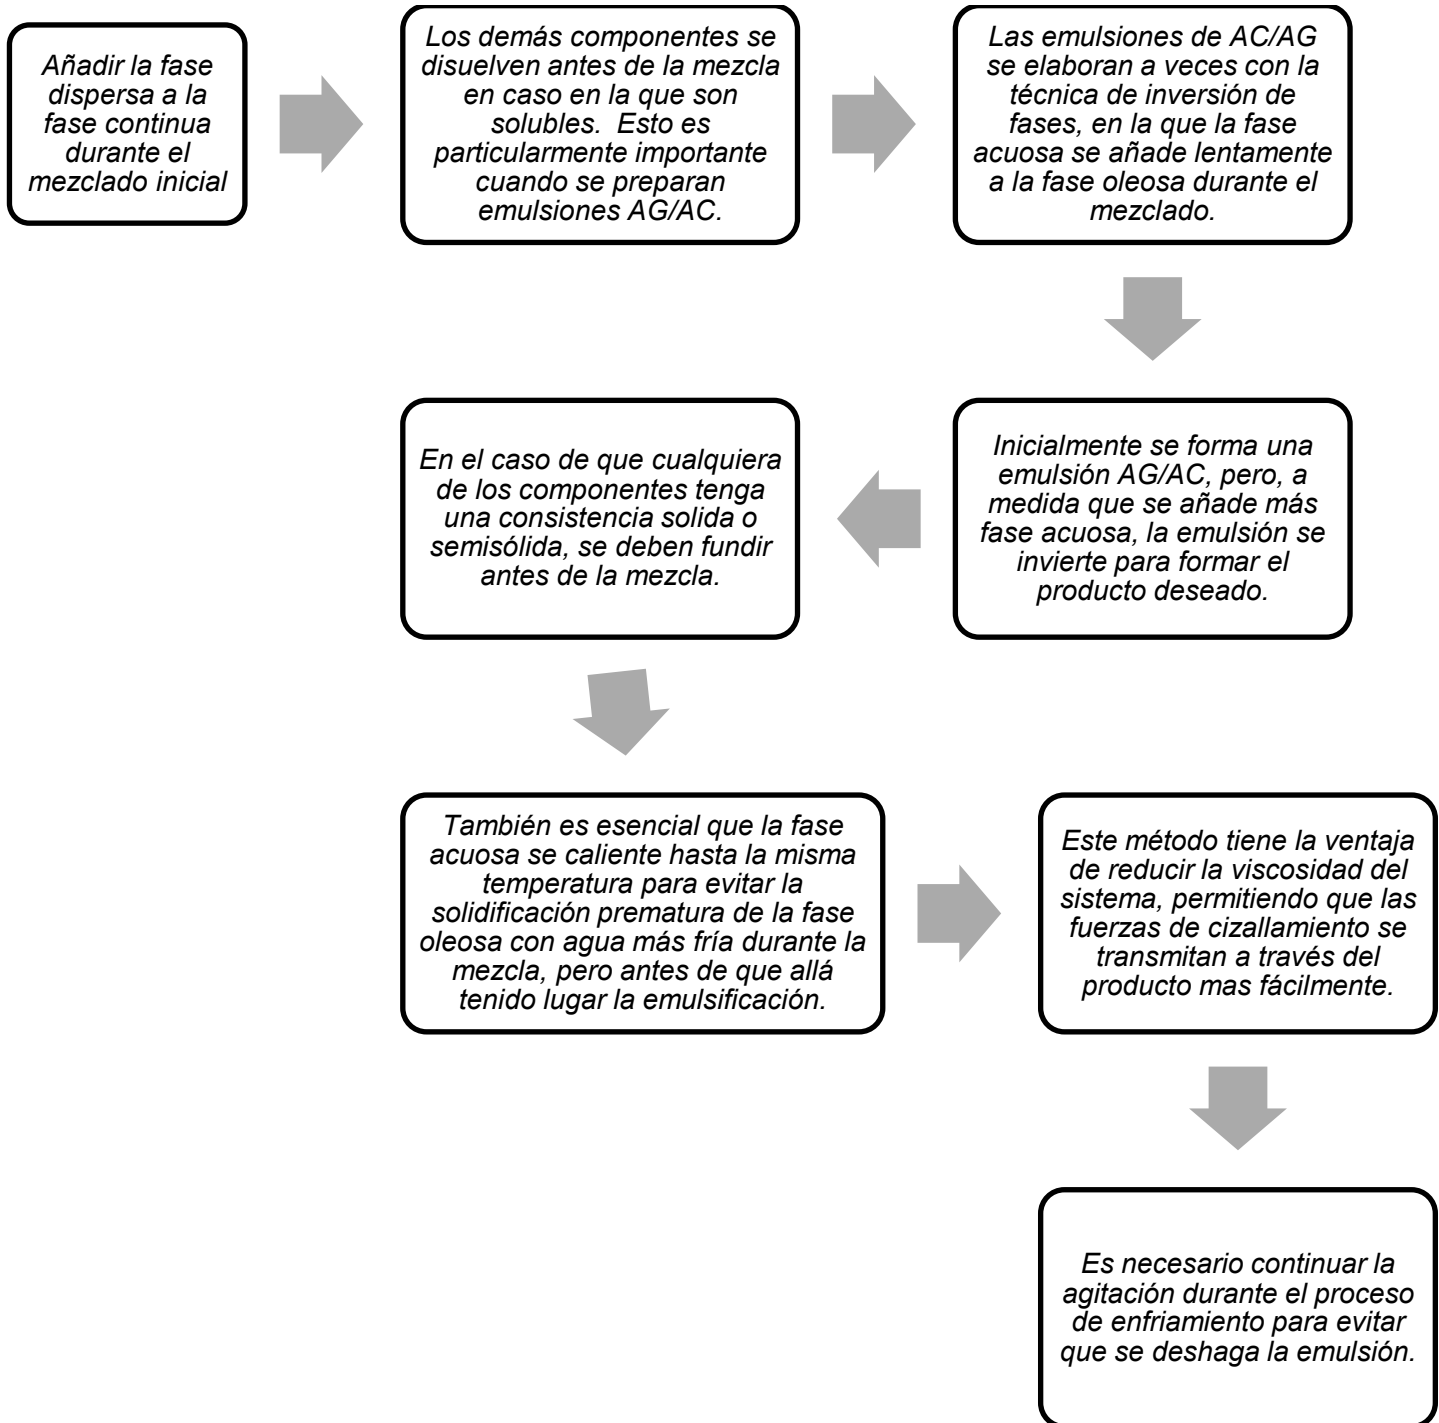 Añadir la fase
dispersa a la
fase continua
durante el
mezclado inicial
Los demás componentes se
disuelven antes de la mezcla
en caso en la que son
solubles. Esto es
particularmente importante
cuando se preparan
emulsiones AG/AC.
Las emulsiones de AC/AG
se elaboran a veces con la
técnica de inversión de
fases, en la que la fase
acuosa se añade lentamente
a la fase oleosa durante el
mezclado.
Inicialmente se forma una
emulsión AG/AC, pero, a
medida que se añade más
fase acuosa, la emulsión se
invierte para formar el
producto deseado.
En el caso de que cualquiera
de los componentes tenga
una consistencia solida o
semisólida, se deben fundir
antes de la mezcla.
También es esencial que la fase
acuosa se caliente hasta la misma
temperatura para evitar la
solidificación prematura de la fase
oleosa con agua más fría durante la
mezcla, pero antes de que allá
tenido lugar la emulsificación.
Este método tiene la ventaja
de reducir la viscosidad del
sistema, permitiendo que las
fuerzas de cizallamiento se
transmitan a través del
producto mas fácilmente.
Es necesario continuar la
agitación durante el proceso
de enfriamiento para evitar
que se deshaga la emulsión.